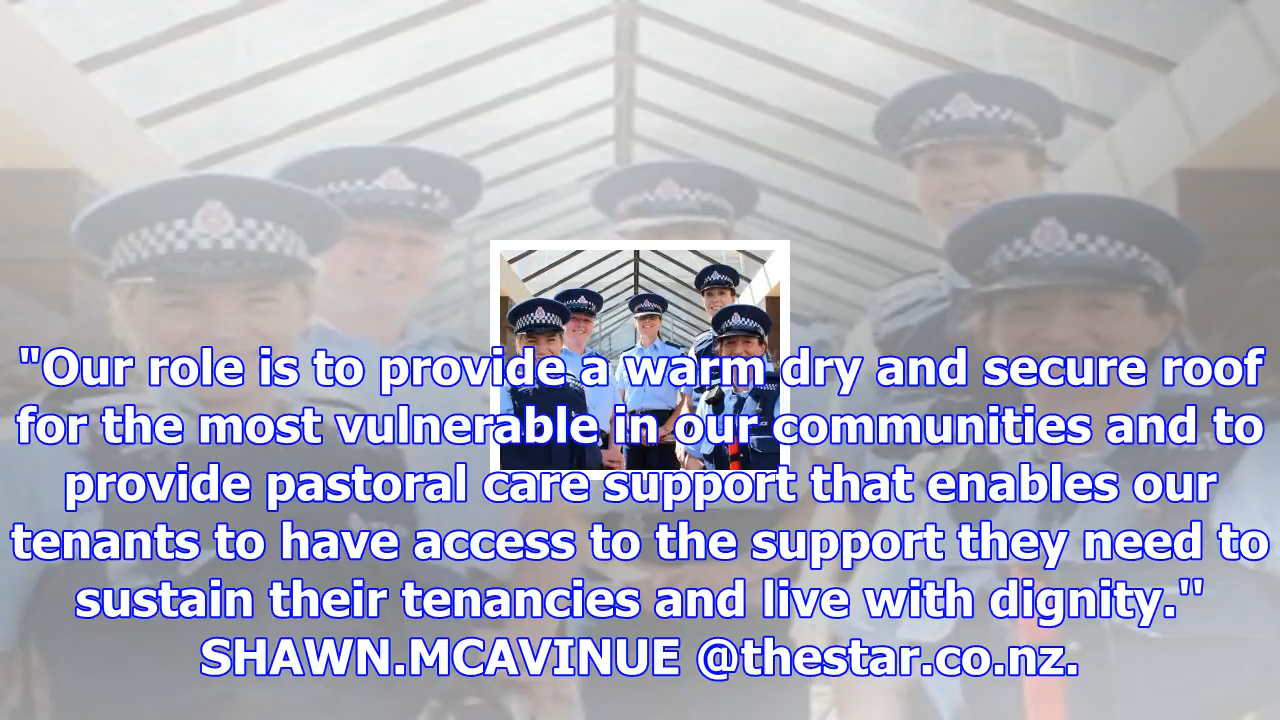 "Our role is to provide a warm dry and secure roof
for the most vulnerable in our communities and to
provide pastoral care support that enables our
tenants to have access to the support they need to
sustain their tenancies and live with dignity."
SHAWN.MCAVINUE @thestar.co.nz.